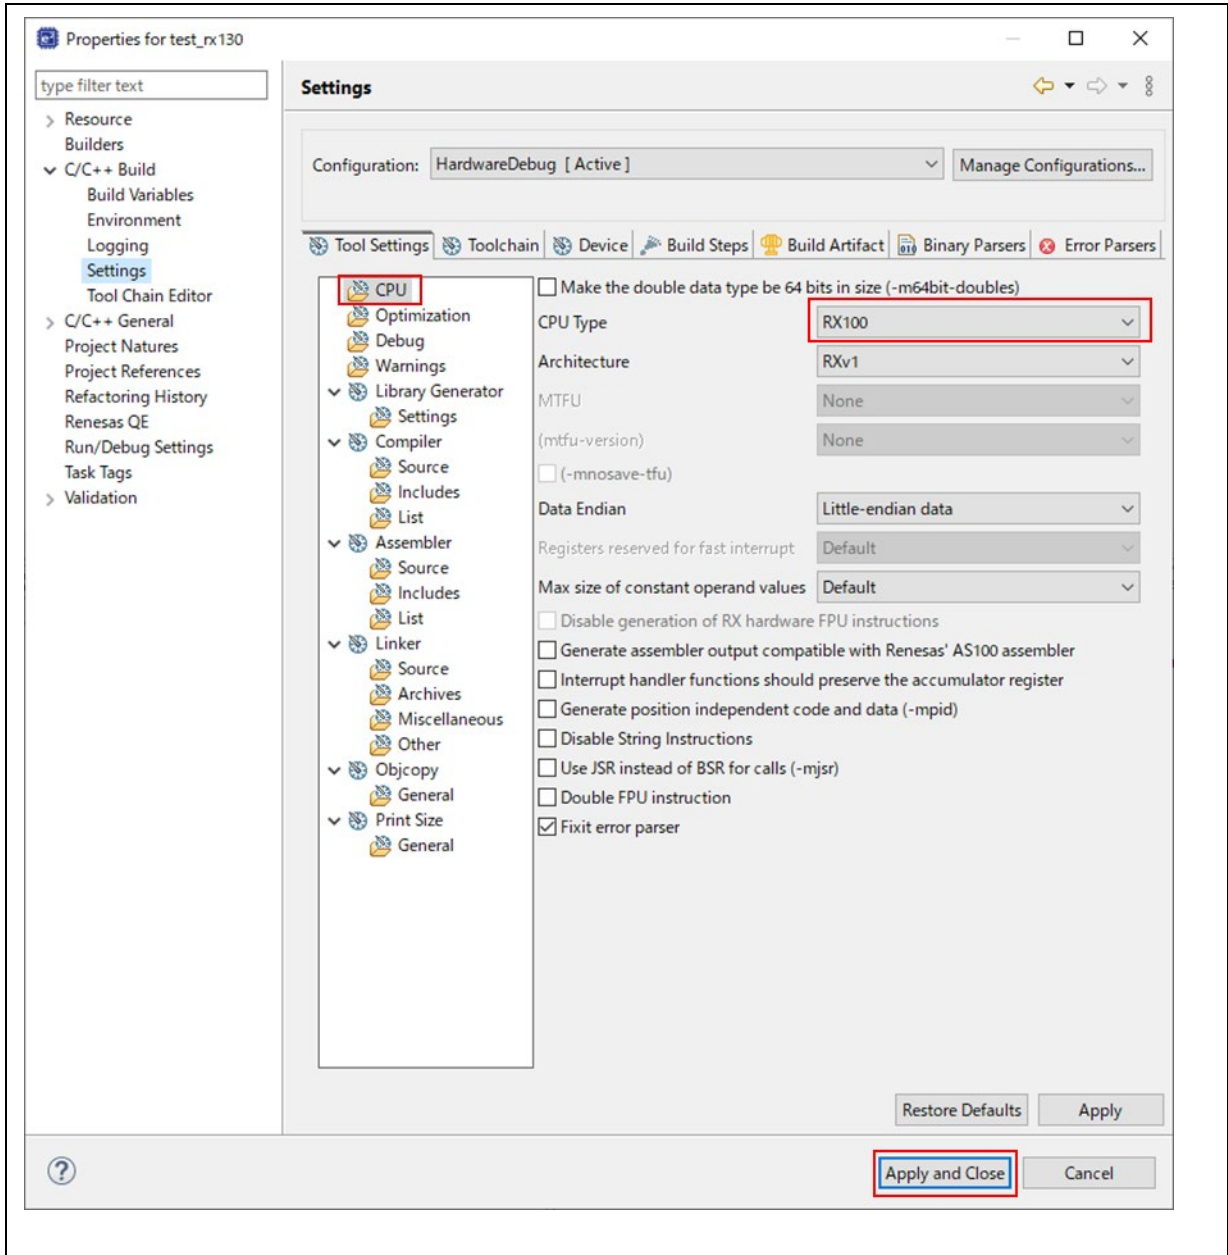 Properties for test_rx130
type filter text
Resource
Builders
C/C++ Build
Build Variables
Environment
Logging
Settings
Tool Chain Editor
C/C++ General
Project Natures
Project References
Refactoring History
Renesas QE
Run/Debug Settings
Task Tags
Validation
Settings
Configuration: HardwareDebug [ Active ] Manage Configurations...
Tool Settings Toolchain Device Build Steps Build Artifact Binary Parsers Error Parsers
CPU
Optimization
Debug
Warnings
Library Generator
Settings
Compiler
Source
Includes
List
Assembler
Source
Includes
List
Linker
Source
Archives
Miscellaneous
Other
Objcopy
General
Print Size
General
Make the double data type be 64 bits in size (-m64bit-doubles)
CPU Type RX100
Architecture RXv1
MTFU None
(mtfu-version) None
(-mnosave-tfu)
Data Endian Little-endian data
Registers reserved for fast interrupt Default
Max size of constant operand values Default
Disable generation of RX hardware FPU instructions
Generate assembler output compatible with Renesas' AS100 assembler
Interrupt handler functions should preserve the accumulator register
Generate position independent code and data (-mpid)
Disable String Instructions
Use JSR instead of BSR for calls (-mjsr)
Double FPU instruction
Fixit error parser
Restore Defaults Apply
? Apply and Close Cancel